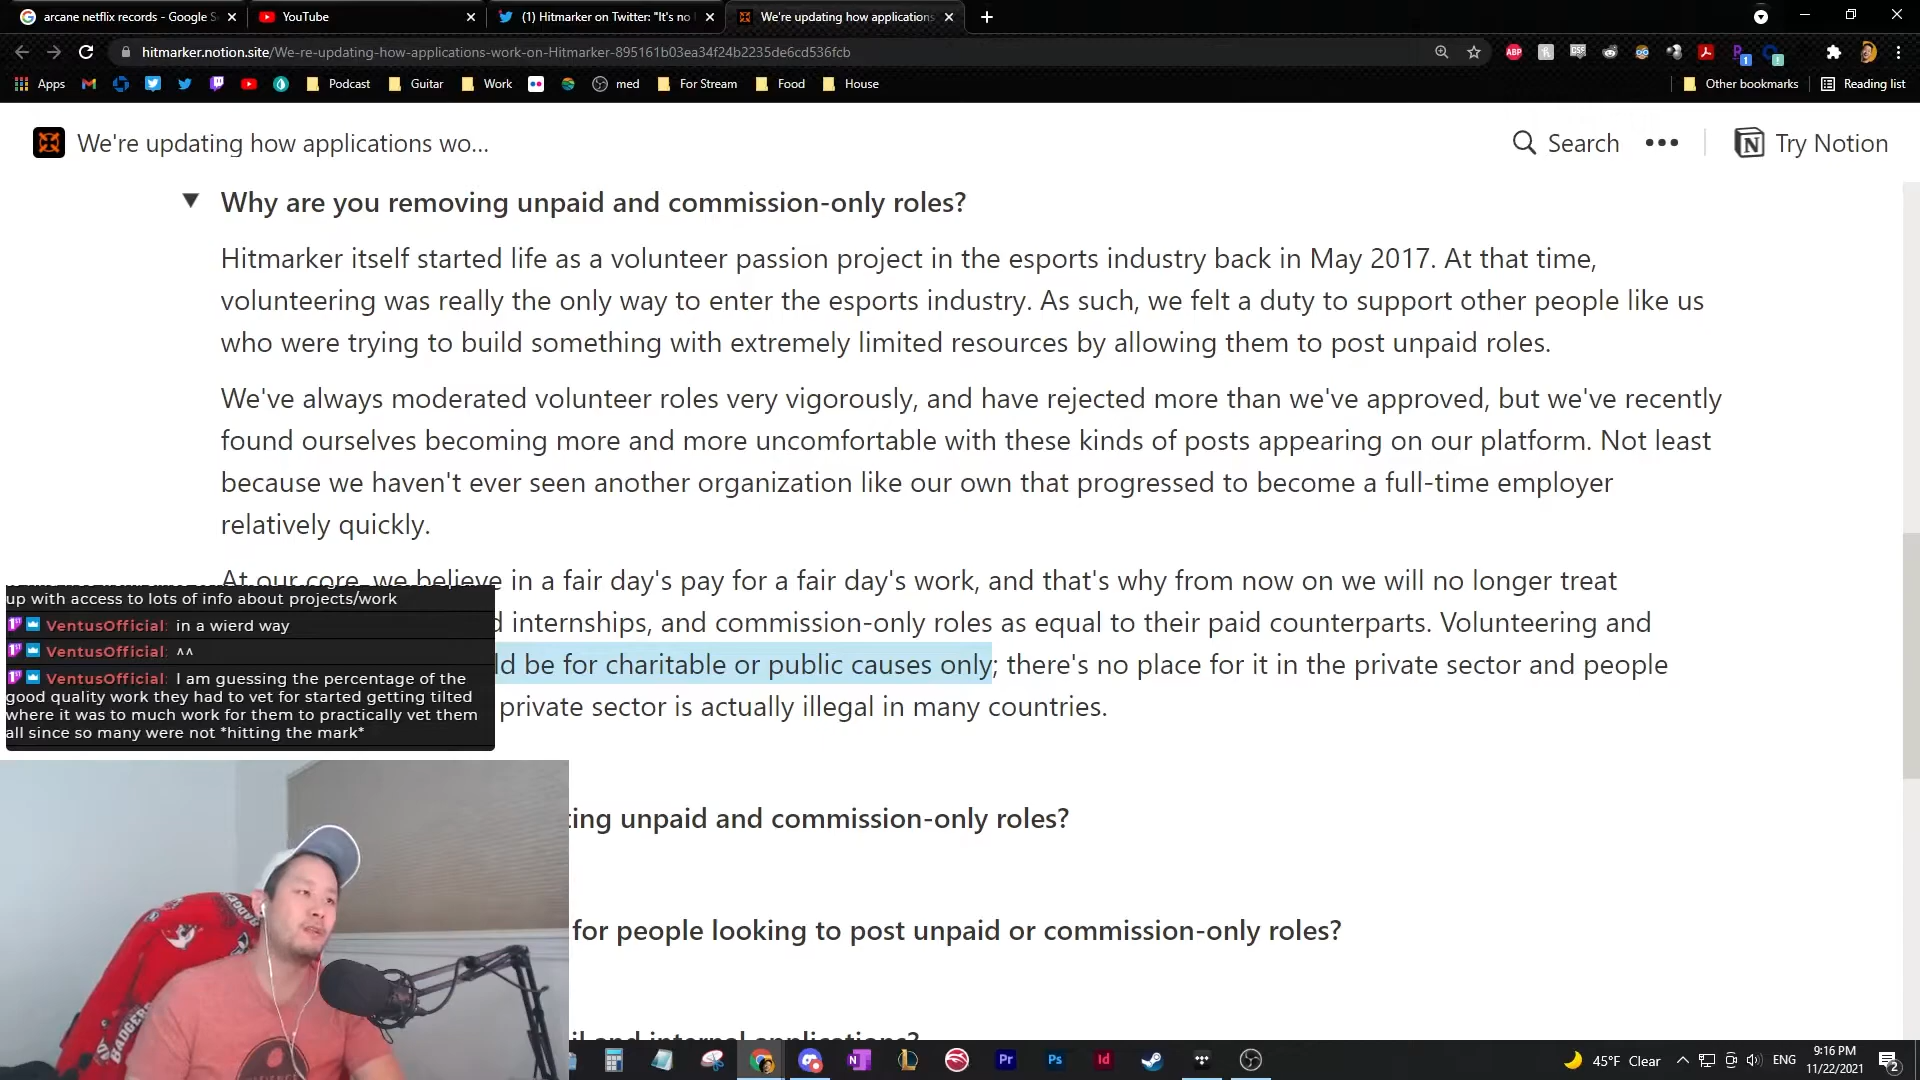 arcane netflix records - Google S
YouTube
(1) Hitmarker on Twitter: "It's no
We're updating how applications
hitmarker.notion.site/We-re-updating-how-applications-work-on-Hitmarker-895161b03ea34f24b2235de6cd536fcb
Apps
Podcast
Guitar
Work
med
For Stream
Food
House
Other bookmarks
Reading list
We're updating how applications wo...
Search
Try Notion
Why are you removing unpaid and commission-only roles?
Hitmarker itself started life as a volunteer passion project in the esports industry back in May 2017. At that time,
volunteering was really the only way to enter the esports industry. As such, we felt a duty to support other people like us
who were trying to build something with extremely limited resources by allowing them to post unpaid roles.
We've always moderated volunteer roles very vigorously, and have rejected more than we've approved, but we've recently
found ourselves becoming more and more uncomfortable with these kinds of posts appearing on our platform. Not least
because we haven't ever seen another organization like our own that progressed to become a full-time employer
relatively quickly.
At our core, we believe in a fair day's pay for a fair day's work, and that's why from now on we will no longer treat
internships, and commission-only roles as equal to their paid counterparts. Volunteering and
be for charitable or public causes only; there's no place for it in the private sector and people
private sector is actually illegal in many countries.
up with access to lots of info about projects/work
VentusOfficial: in a wierd way
VentusOfficial: ^^
VentusOfficial: I am guessing the percentage of the
good quality work they had to vet for started getting tilted
where it was to much work for them to practically vet them
all since so many were not *hitting the mark*
ting unpaid and commission-only roles?
for people looking to post unpaid or commission-only roles?
il and internal applications?
BADGERS
BADGERS
45°F Clear
ENG
9:16 PM
11/22/2021